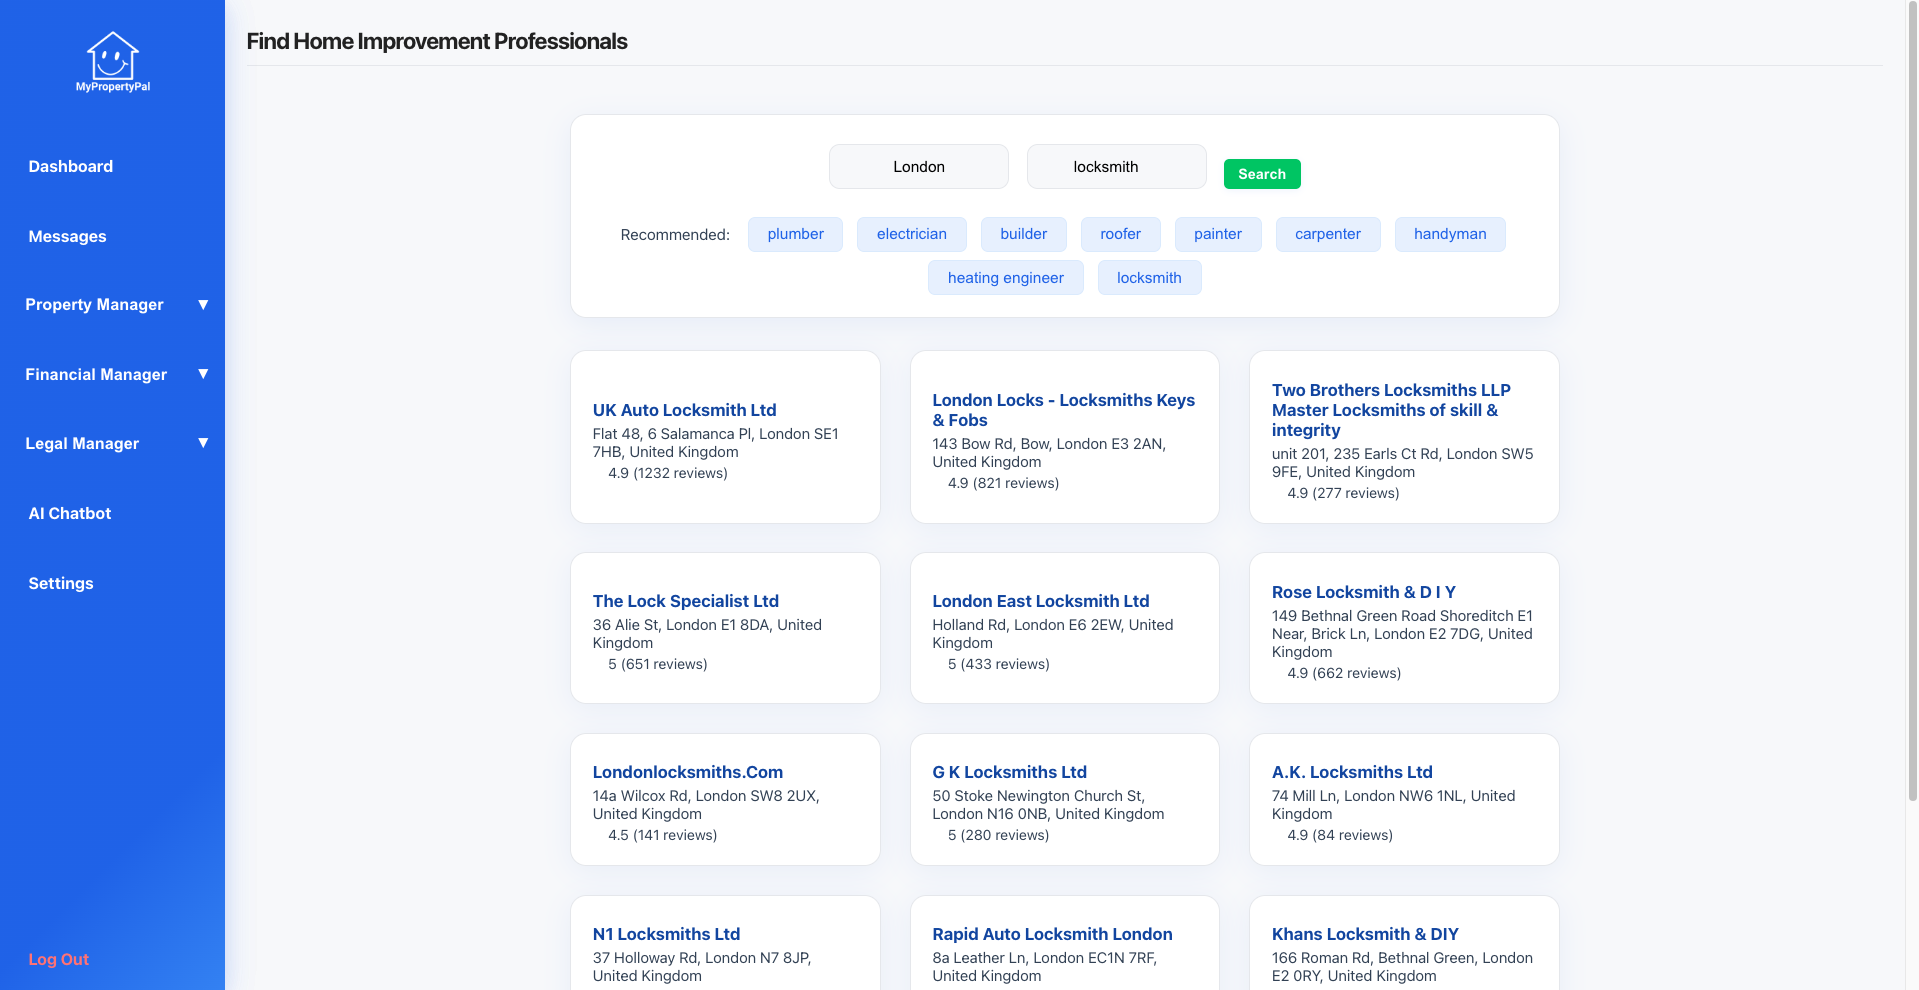 MyPropertyPal
Dashboard
Messages
Property Manager ▼
Financial Manager ▼
Legal Manager ▼
AI Chatbot
Settings
Log Out
Find Home Improvement Professionals
London
locksmith
Search
Recommended:
plumber
electrician
builder
roofer
painter
carpenter
handyman
heating engineer
locksmith
UK Auto Locksmith Ltd
Flat 48, 6 Salamanca Pl, London SE1
7HB, United Kingdom
4.9 (1232 reviews)
London Locks - Locksmiths Keys
& Fobs
143 Bow Rd, Bow, London E3 2AN,
United Kingdom
4.9 (821 reviews)
Two Brothers Locksmiths LLP
Master Locksmiths of skill &
integrity
unit 201, 235 Earls Ct Rd, London SW5
9FE, United Kingdom
4.9 (277 reviews)
The Lock Specialist Ltd
36 Alie St, London E1 8DA, United
Kingdom
5 (651 reviews)
London East Locksmith Ltd
Holland Rd, London E6 2EW, United
Kingdom
5 (433 reviews)
Rose Locksmith & D I Y
149 Bethnal Green Road Shoreditch E1
Near, Brick Ln, London E2 7DG, United
Kingdom
4.9 (662 reviews)
Londonlocksmiths.Com
14a Wilcox Rd, London SW8 2UX,
United Kingdom
4.5 (141 reviews)
G K Locksmiths Ltd
50 Stoke Newington Church St,
London N16 0NB, United Kingdom
5 (280 reviews)
A.K. Locksmiths Ltd
74 Mill Ln, London NW6 1NL, United
Kingdom
4.9 (84 reviews)
N1 Locksmiths Ltd
37 Holloway Rd, London N7 8JP,
United Kingdom
Rapid Auto Locksmith London
8a Leather Ln, London EC1N 7RF,
United Kingdom
Khans Locksmith & DIY
166 Roman Rd, Bethnal Green, London
E2 0RY, United Kingdom